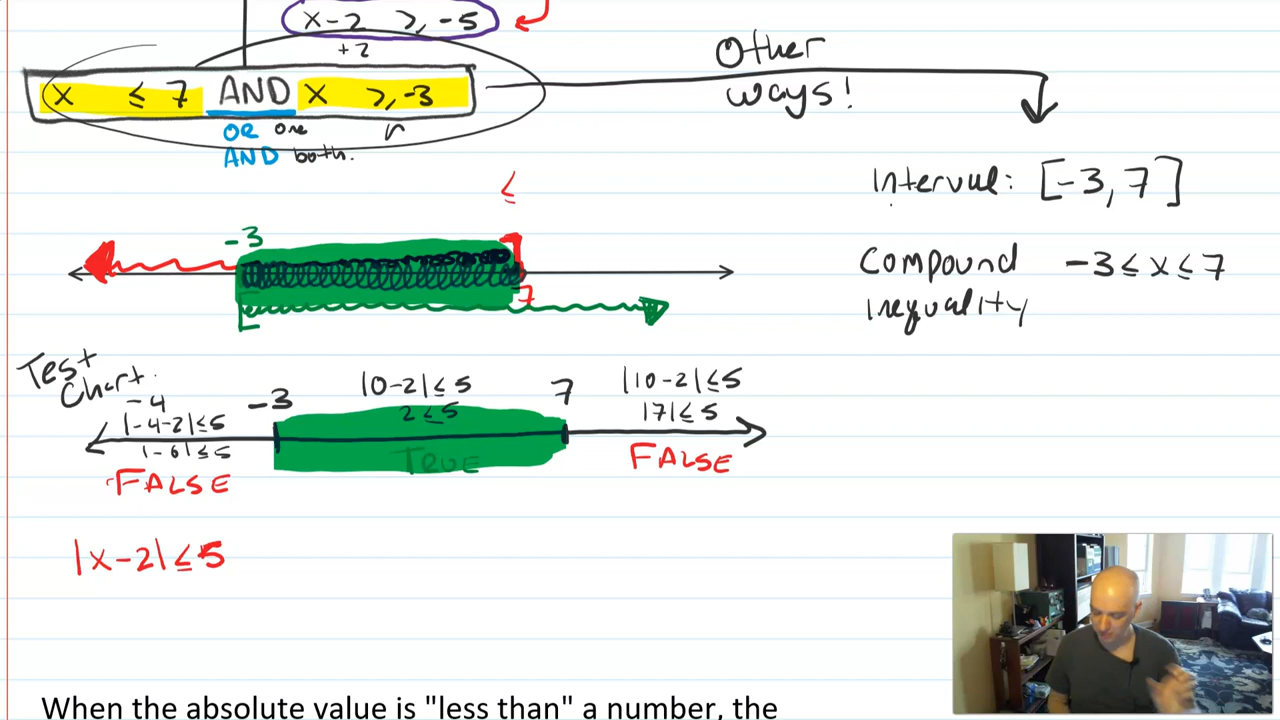 x-2 ≥ -5
+2
Other
ways!
x ≤ 7 AND x ≥ -3
OR one
AND both.
Interval: [-3, 7]
≤
-3
7
Compound -3 ≤ x ≤ 7
inequality
Test
Chart.
-4
|-4-2| ≤ 5
|-6| ≤ 5
FALSE
-3
|0-2| ≤ 5
2 ≤ 5
TRUE
7
|10-2| ≤ 5
|7| ≤ 5
FALSE
|x-2| ≤ 5
When the absolute value is "less than" a number, the